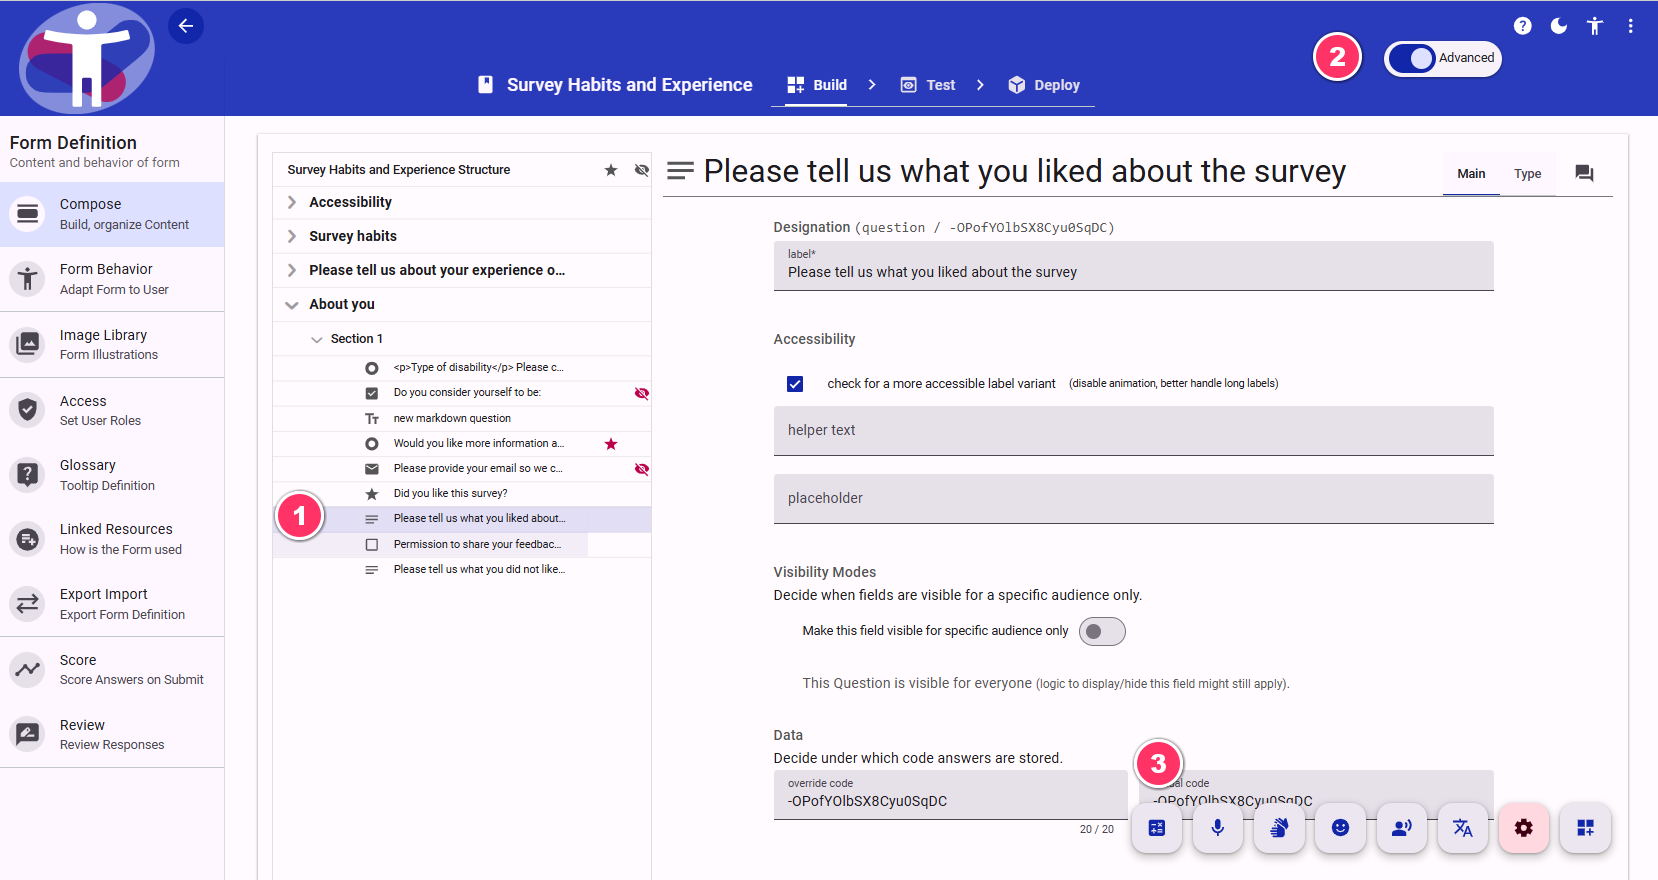 2
Advanced
Survey Habits and Experience
Build
Test
Deploy
Form Definition
Content and behavior of form
Compose
Build, organize Content
Form Behavior
Adapt Form to User
Image Library
Form Illustrations
Access
Set User Roles
Glossary
Tooltip Definition
Linked Resources
How is the Form used
Export Import
Export Form Definition
Score
Score Answers on Submit
Review
Review Responses
Survey Habits and Experience Structure
Accessibility
Survey habits
Please tell us about your experience o...
About you
Section 1
<p>Type of disability</p> Please c...
Do you consider yourself to be:
Tт new markdown question
Would you like more information a...
Please provide your email so we c...
Did you like this survey?
1
Please tell us what you liked about...
Permission to share your feedbac...
Please tell us what you did not like...
Please tell us what you liked about the survey
Main
Type
Designation (question / -OPofYOlbSX8Cyu0SqDC)
label*
Please tell us what you liked about the survey
Accessibility
check for a more accessible label variant (disable animation, better handle long labels)
helper text
placeholder
Visibility Modes
Decide when fields are visible for a specific audience only.
Make this field visible for specific audience only
This Question is visible for everyone (logic to display/hide this field might still apply).
Data
Decide under which code answers are stored.
3
override code
-OPofYOlbSX8Cyu0SqDC
20 / 20
code
-OPofYOlbSX8Cyu0SqDC